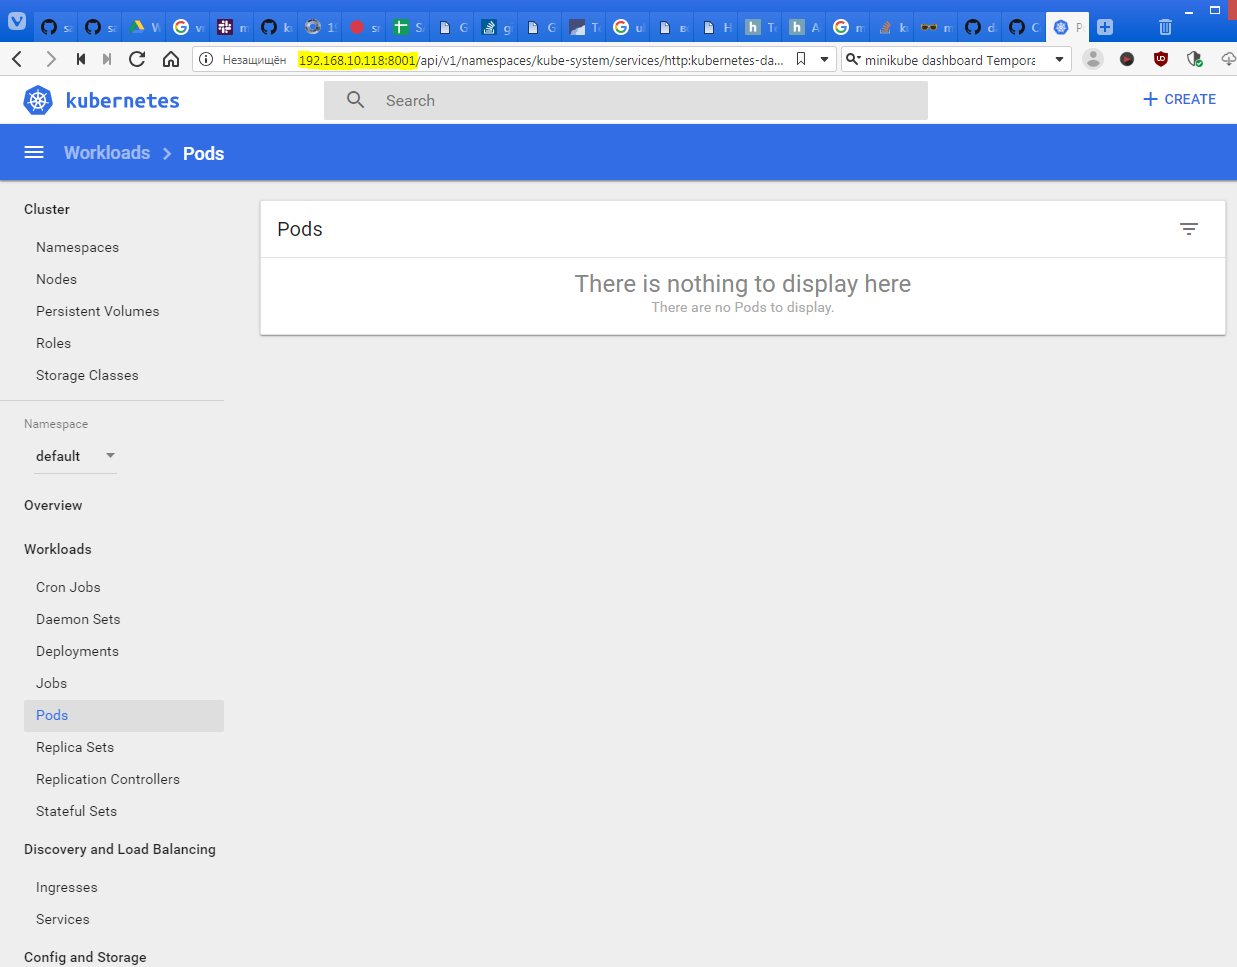 Незащищён 192.168.10.118:8001/api/v1/namespaces/kube-system/services/http:kubernetes-da... minikube dashboard Tempora
kubernetes
Search
CREATE
Workloads Pods
Cluster
Namespaces
Nodes
Persistent Volumes
Roles
Storage Classes
Namespace
default
Overview
Workloads
Cron Jobs
Daemon Sets
Deployments
Jobs
Pods
Replica Sets
Replication Controllers
Stateful Sets
Discovery and Load Balancing
Ingresses
Services
Config and Storage
Pods
There is nothing to display here
There are no Pods to display.